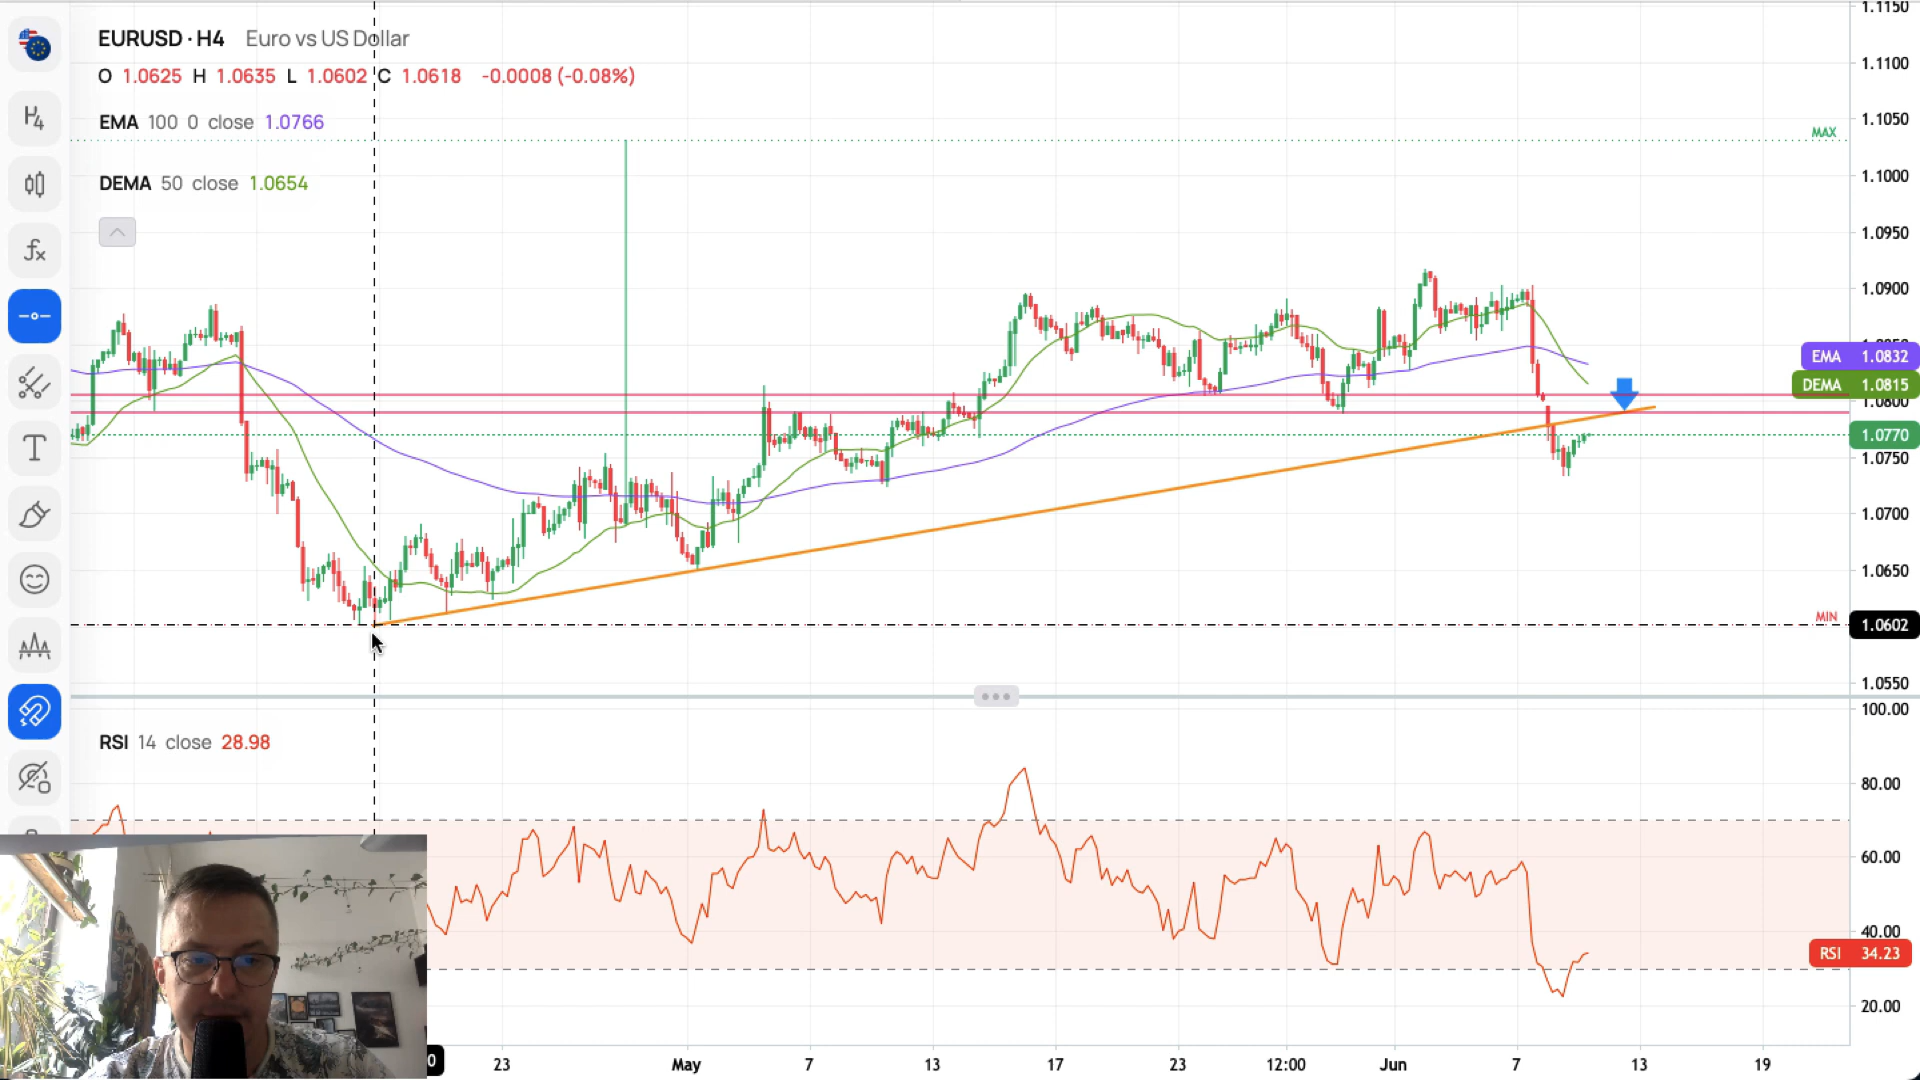 EURUSD · H4 Euro vs US Dollar
O 1.0625 H 1.0635 L 1.0602 C 1.0618 -0.0008 (-0.08%)
EMA 100 0 close 1.0766
DEMA 50 close 1.0654
H4
fx
T
MAX
MIN
1.1150
1.1100
1.1050
1.1000
1.0950
1.0900
EMA 1.0832
DEMA 1.0815
1.0800
1.0770
1.0750
1.0700
1.0650
1.0602
1.0550
RSI 14 close 28.98
100.00
80.00
60.00
40.00
RSI 34.23
20.00
0 23 May 7 13 17 23 12:00 Jun 7 13 19